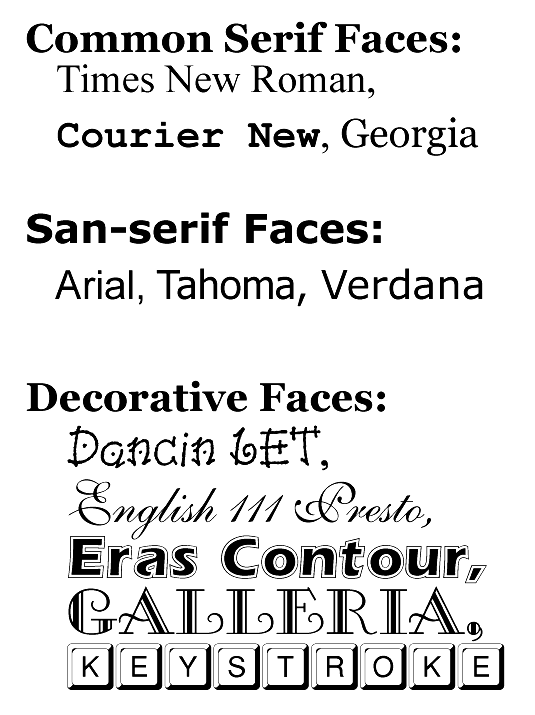 Common Serif Faces:
Times New Roman,
Courier New, Georgia
San-serif Faces:
Arial, Tahoma, Verdana
Decorative Faces:
Dancin LET,
English 111 Presto,
Eras Contour,
GALLERIA,
KEYSTROKE